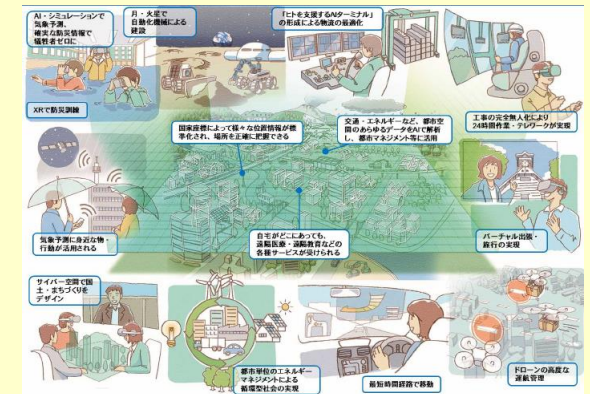 AI・シミュレーションで
気象予測、
確実な防災情報で
犠牲者ゼロに
月・火星で
自動化機械による
建設
「ヒトを支援するAIターミナル」
の形成による物流の最適化
XRで防災訓練
工事の完全無人化により
24時間作業・テレワークが実現
国家座標によって様々な位置情報が標
準化され、場所を正確に把握できる
交通・エネルギーなど、都市空
間のあらゆるデータをAIで解析
し、都市マネジメント等に活用
気象予測に身近な物・
行動が活用される
自宅がどこにあっても、
遠隔医療・遠隔教育などの
各種サービスが受けられる
バーチャル出張・
旅行の実現
サイバー空間で国
土・まちづくりを
デザイン
都市単位のエネルギー
マネジメントによる
循環型社会の実現
最短時間経路で移動
ドローンの高度な
運航管理